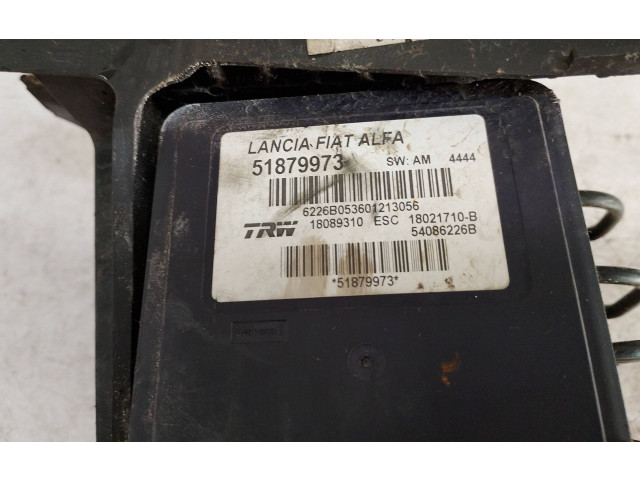 LANCIA FIAT ALFA
51879973 SW: AM 4444
6226B053601213056
TRW 18089310 ESC 18021710-B
54086226B
*51879973*